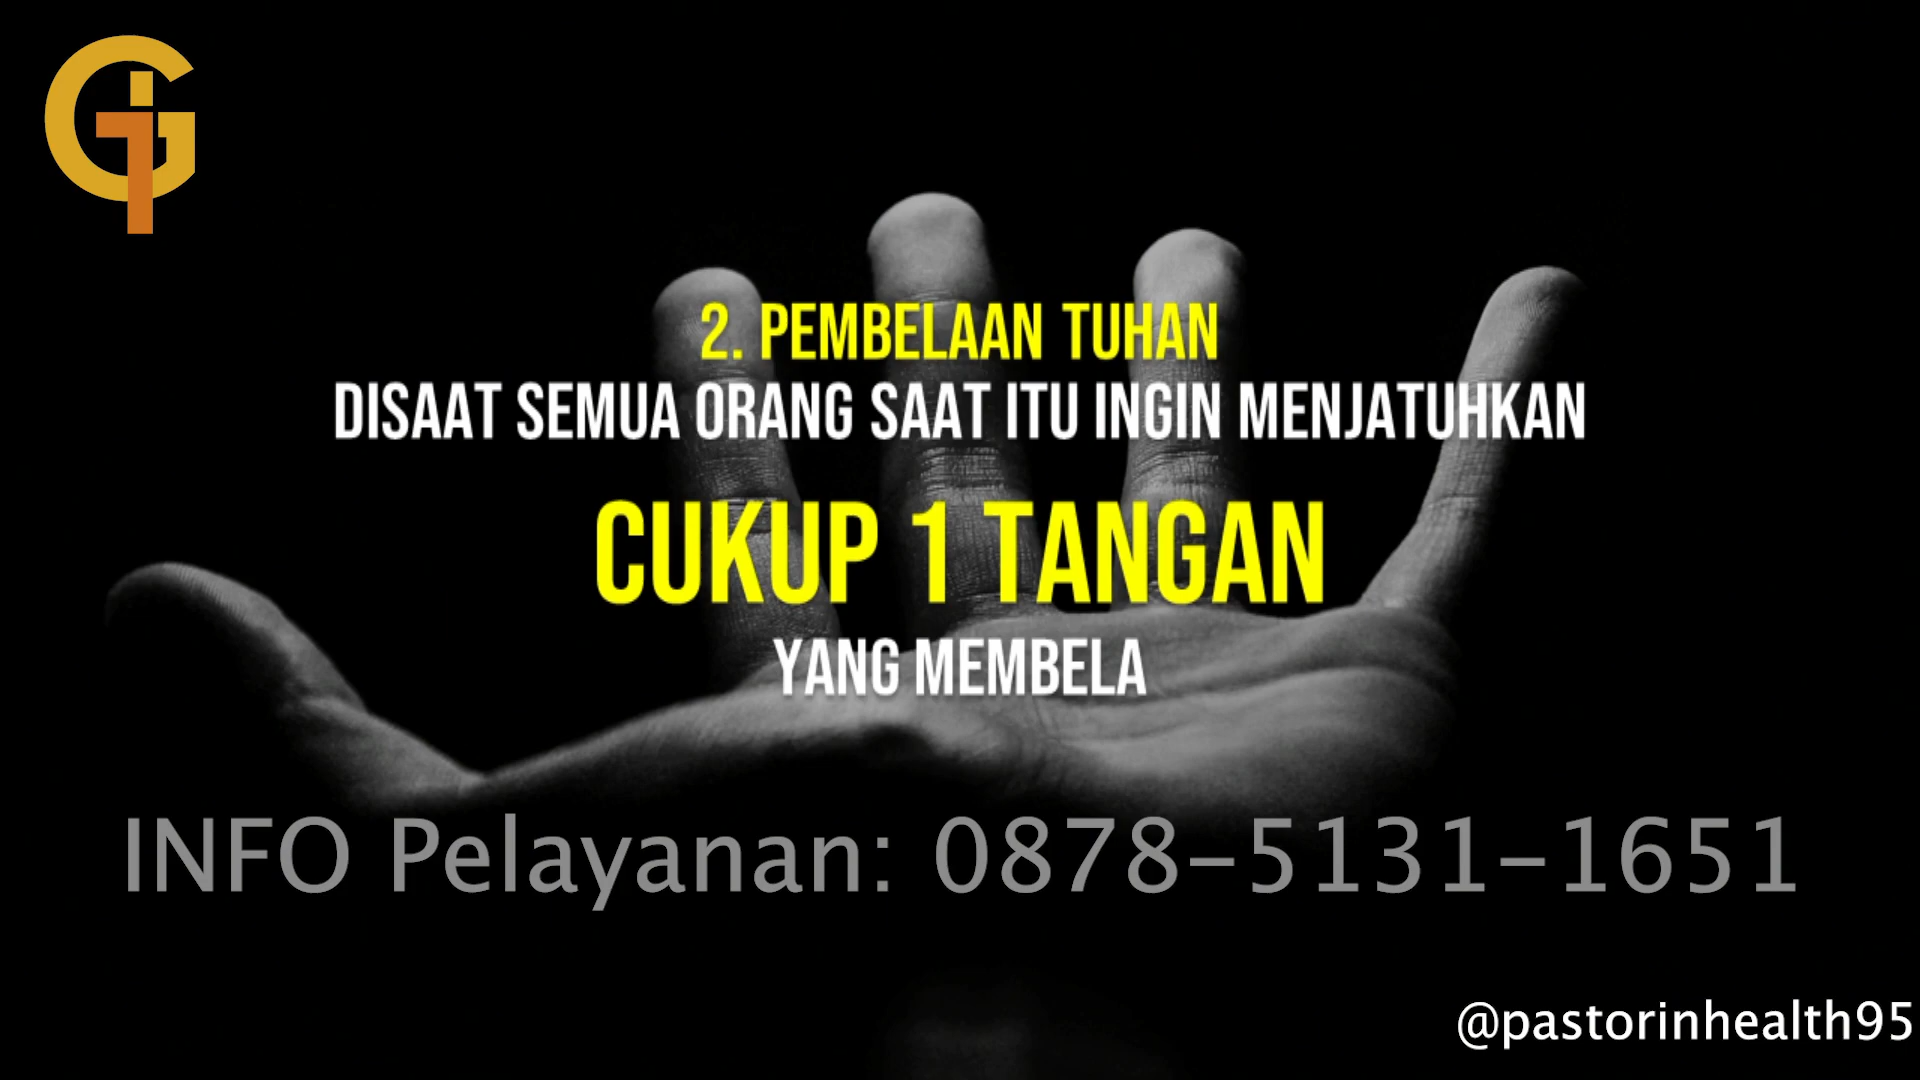 2. PEMBELAAN TUHAN
DISAAT SEMUA ORANG SAAT ITU INGIN MENJATUHKAN
CUKUP 1 TANGAN
YANG MEMBELA
INFO Pelayanan: 0878-5131-1651
@pastorinhealth95